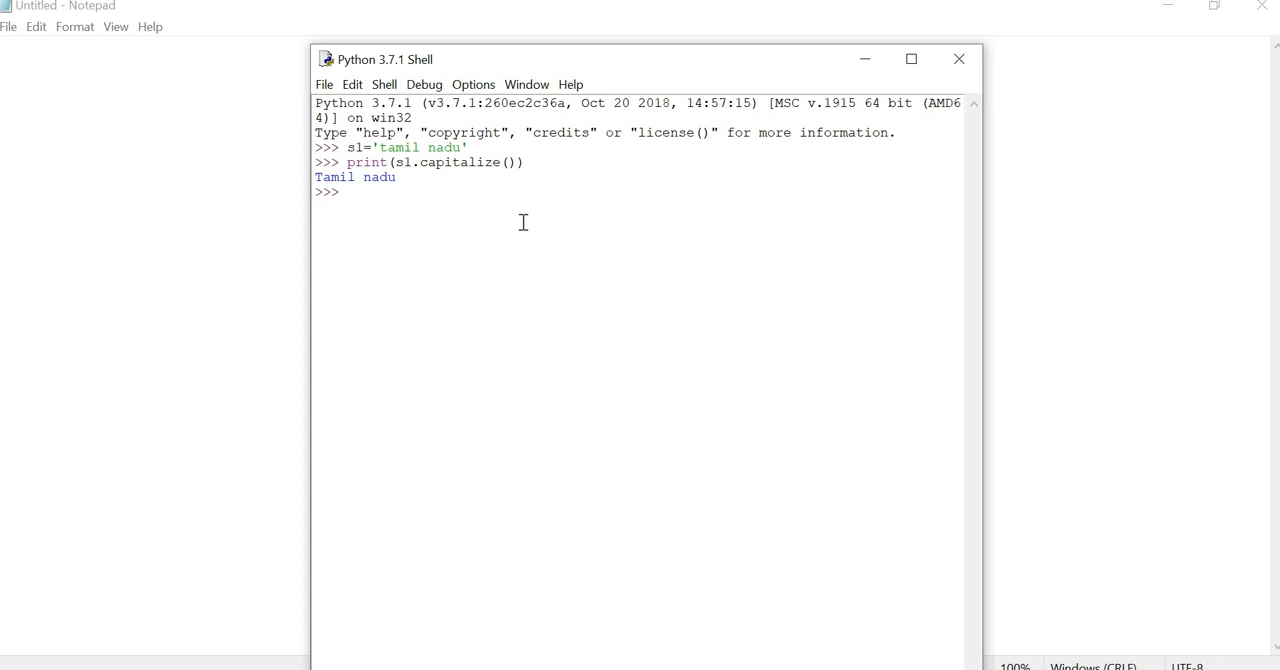 Untitled - Notepad
File Edit Format View Help
Python 3.7.1 Shell
File Edit Shell Debug Options Window Help
Python 3.7.1 (v3.7.1:260ec2c36a, Oct 20 2018, 14:57:15) [MSC v.1915 64 bit (AMD6
4)] on win32
Type "help", "copyright", "credits" or "license()" for more information.
>>> s1='tamil nadu'
>>> print(s1.capitalize())
Tamil nadu
>>>
100% Windows (CRLF) UTF-8